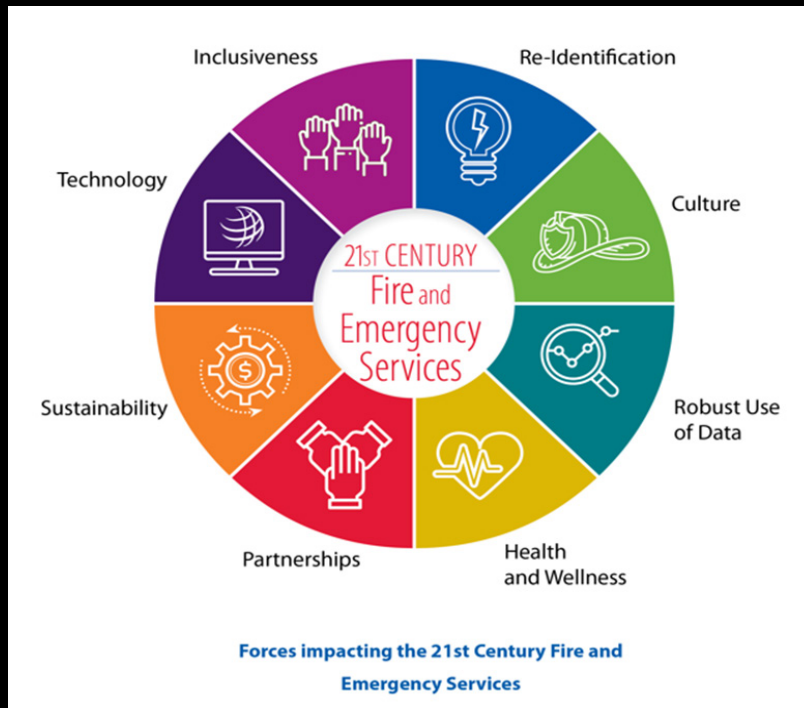 Inclusiveness
Re-Identification
Technology
Culture
21ST CENTURY
Fire and
Emergency
Services
$
Sustainability
Robust Use
of Data
Partnerships
Health
and Wellness
Forces impacting the 21st Century Fire and
Emergency Services